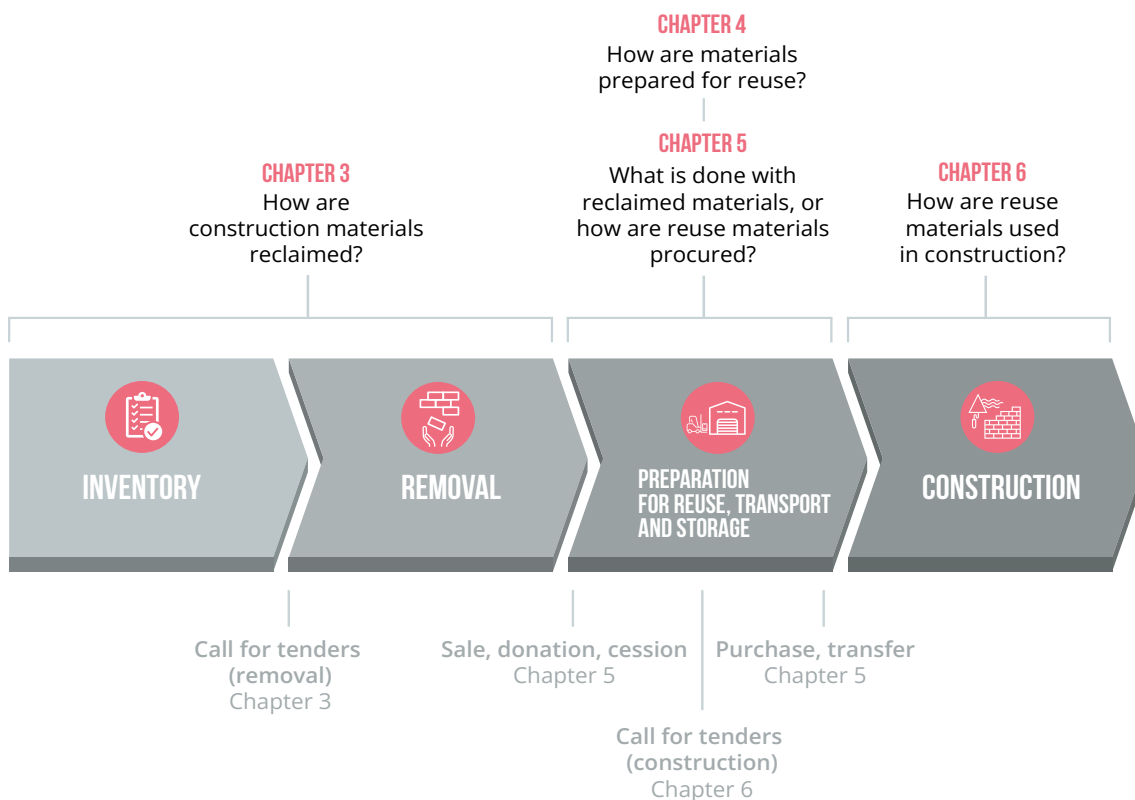 CHAPTER 4
How are materials
prepared for reuse?
CHAPTER 3
How are
construction materials
reclaimed?
CHAPTER 5
What is done with
reclaimed materials, or
how are reuse materials
procured?
CHAPTER 6
How are reuse
materials used
in construction?
INVENTORY
REMOVAL
PREPARATION
FOR REUSE, TRANSPORT
AND STORAGE
CONSTRUCTION
Call for tenders
(removal)
Chapter 3
Sale, donation, cession
Chapter 5
Purchase, transfer
Chapter 5
Call for tenders
(construction)
Chapter 6